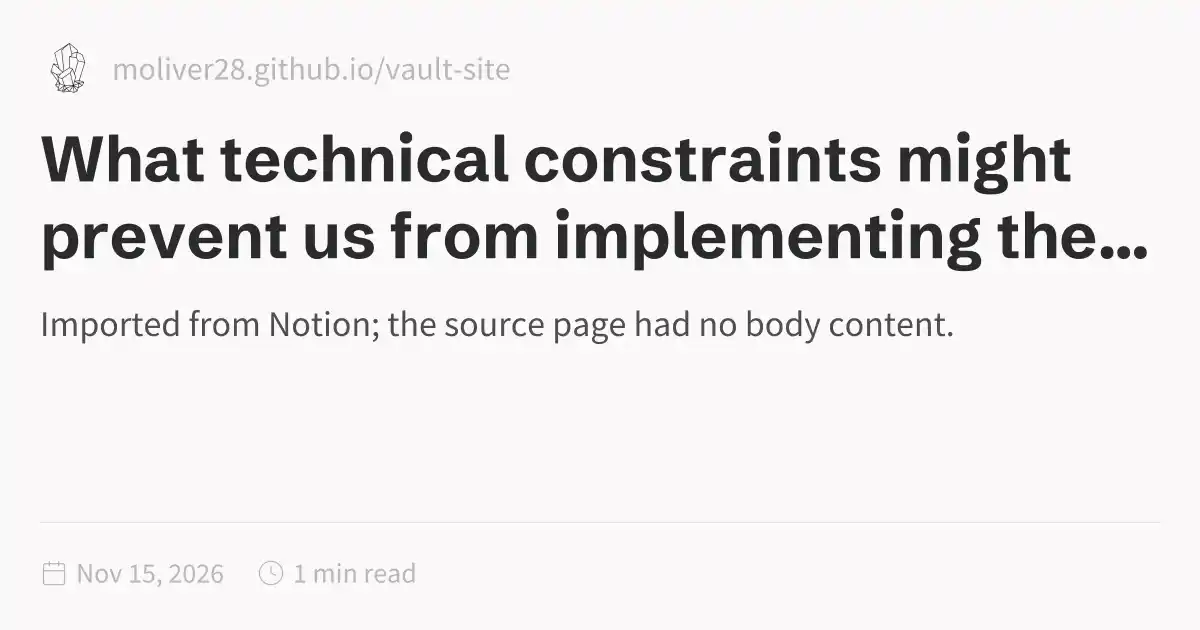 moliver28.github.io/vault-site
What technical constraints might
prevent us from implementing the...
Imported from Notion; the source page had no body content.
Nov 15, 2026 1 min read